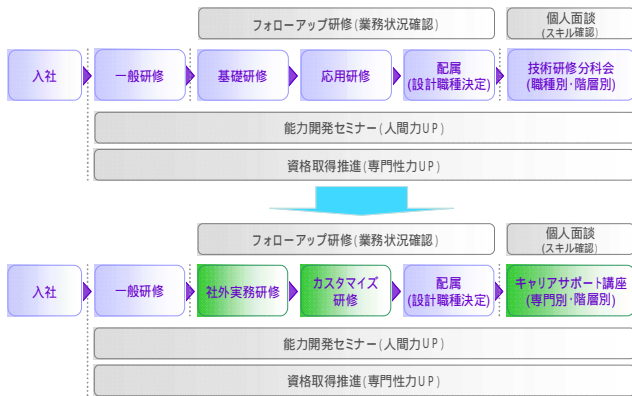 フォローアップ研修(業務状況確認)
個人面談
(スキル確認)
入社
一般研修
基礎研修
応用研修
配属
(設計職種決定)
技術研修分科会
(職種別・階層別)
能力開発セミナー(人間力UP)
資格取得推進(専門性力UP)
フォローアップ研修(業務状況確認)
個人面談
(スキル確認)
入社
一般研修
社外実務研修
カスタマイズ
研修
配属
(設計職種決定)
キャリアサポート講座
(専門別・階層別)
能力開発セミナー(人間力UP)
資格取得推進(専門性力UP)